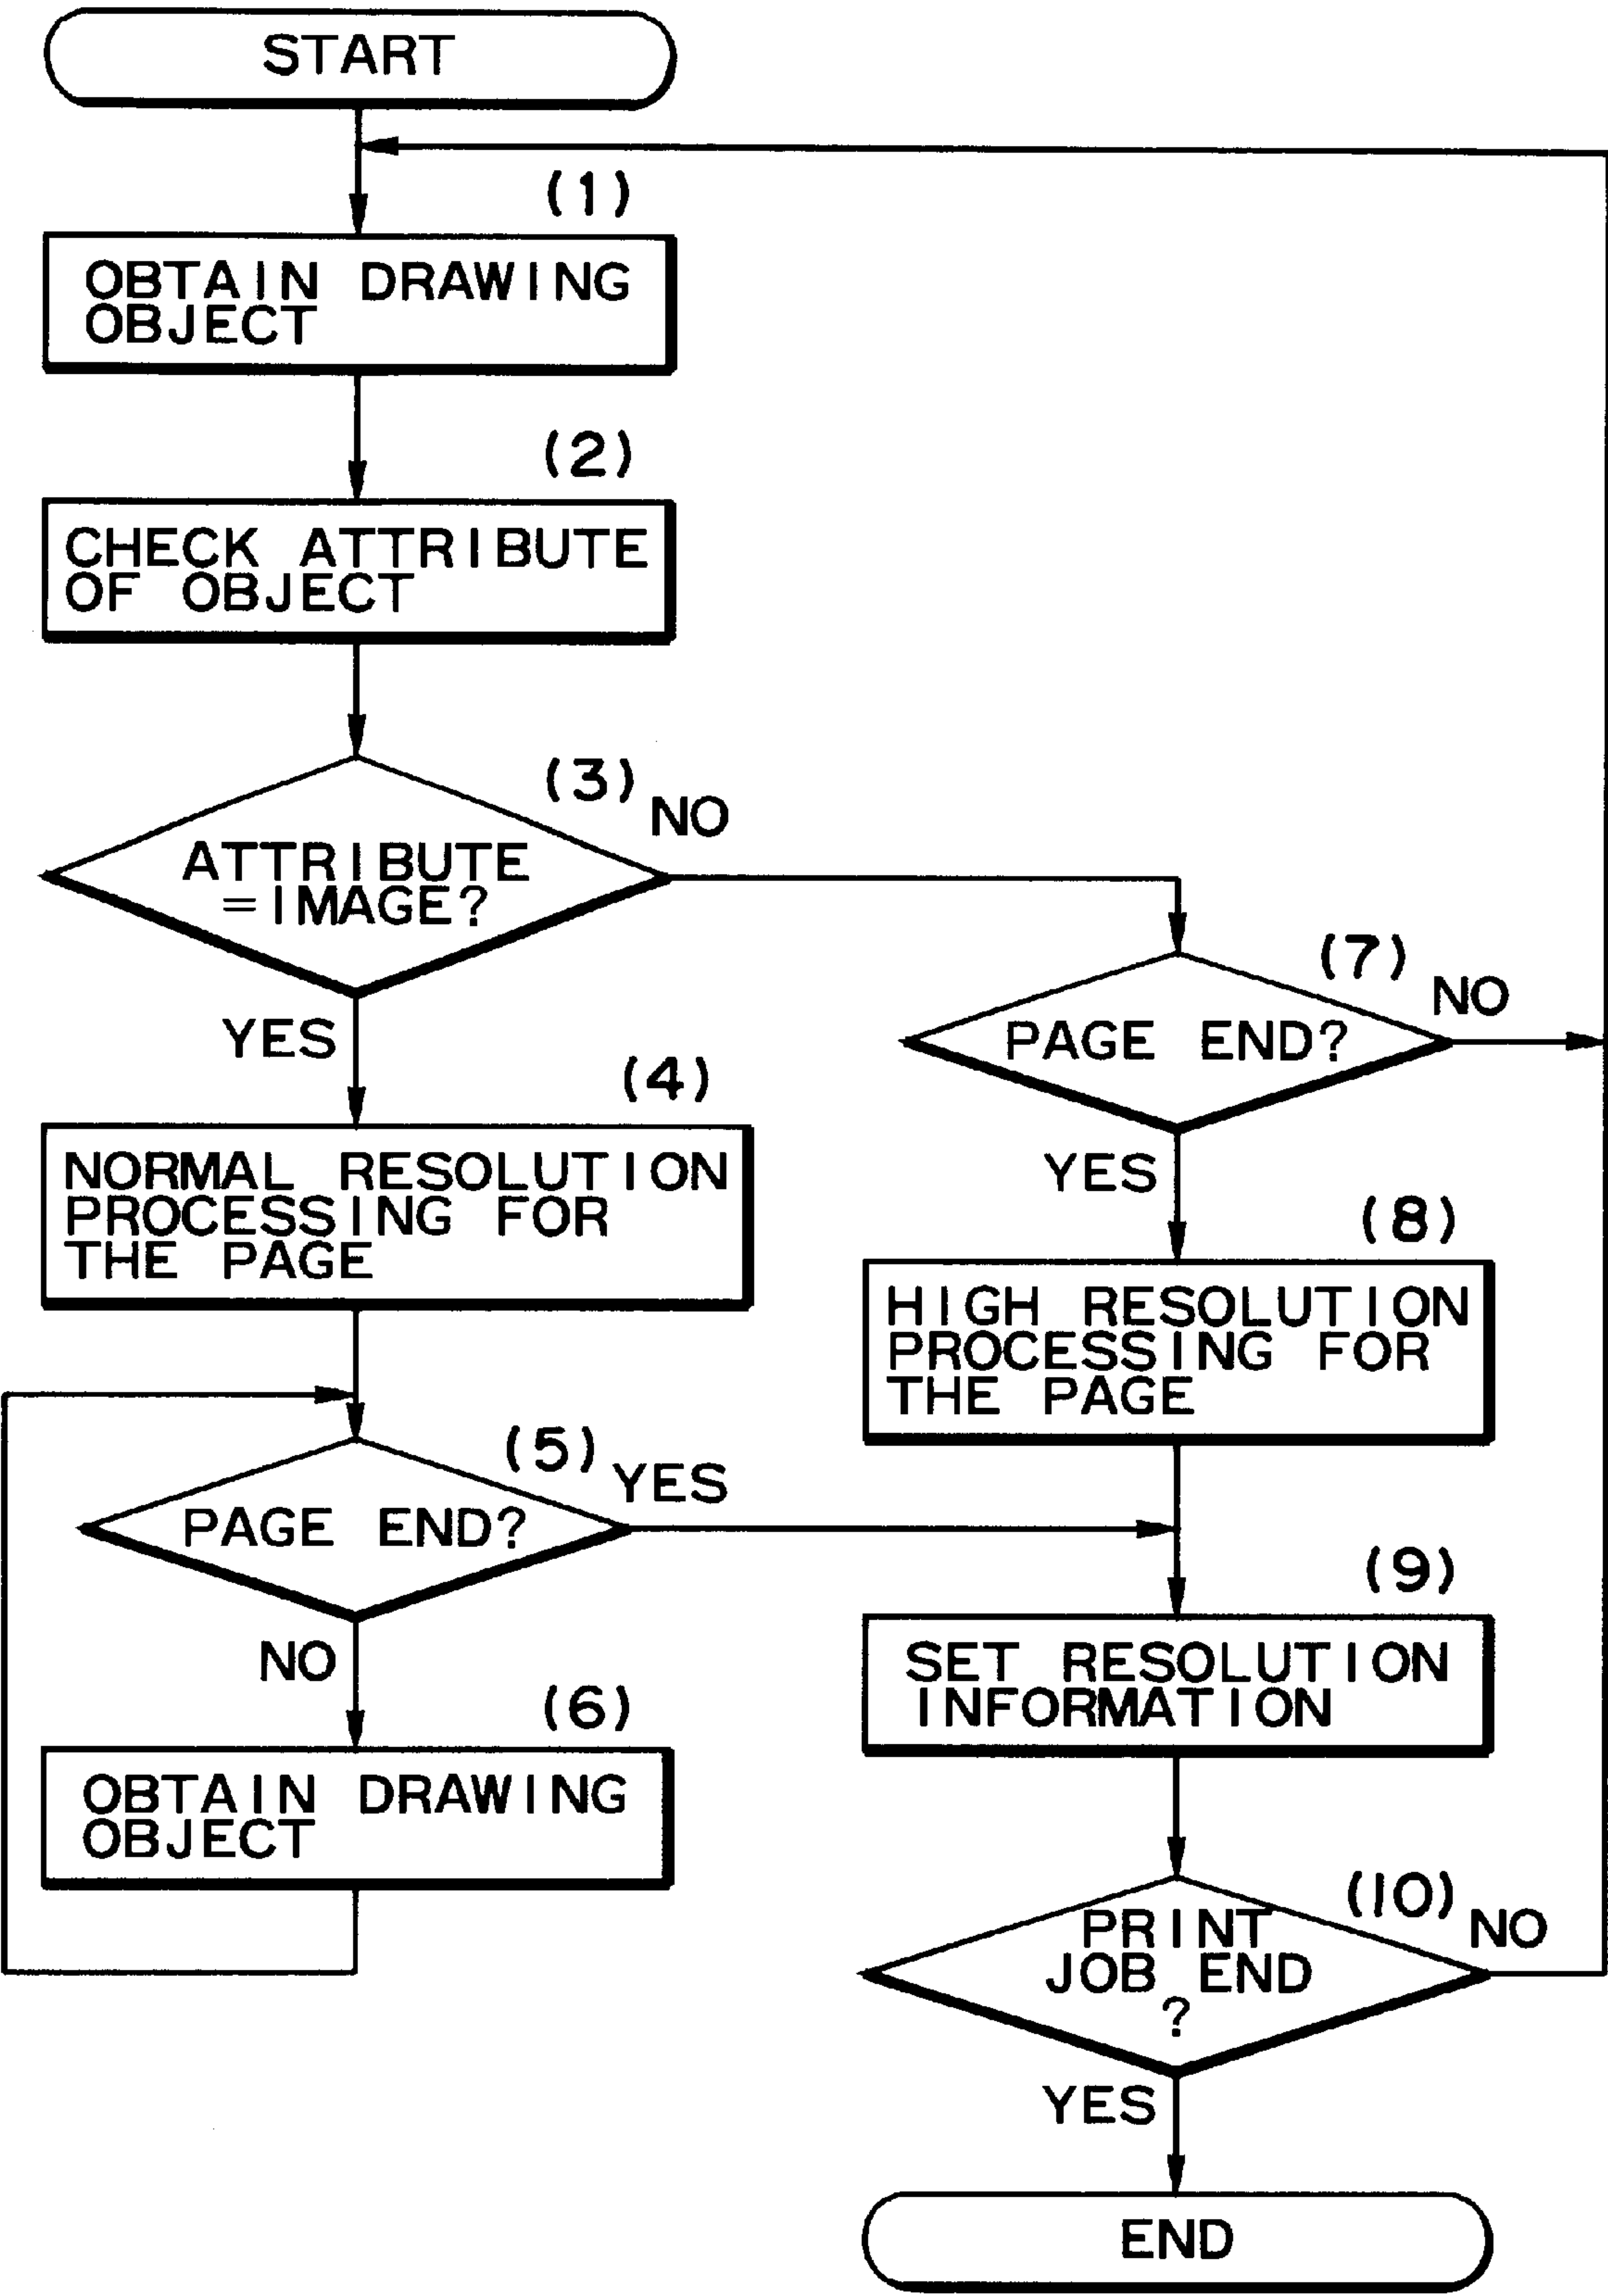 START
(1)
OBTAIN DRAWING
OBJECT
(2)
CHECK ATTRIBUTE
OF OBJECT
(3)
NO
ATTRIBUTE
=IMAGE?
YES
(4)
NORMAL RESOLUTION
PROCESSING FOR
THE PAGE
(5)
YES
PAGE END?
NO
(6)
OBTAIN DRAWING
OBJECT
(7)
NO
PAGE END?
YES
(8)
HIGH RESOLUTION
PROCESSING FOR
THE PAGE
(9)
SET RESOLUTION
INFORMATION
(10)
NO
PRINT
JOB END
?
YES
END